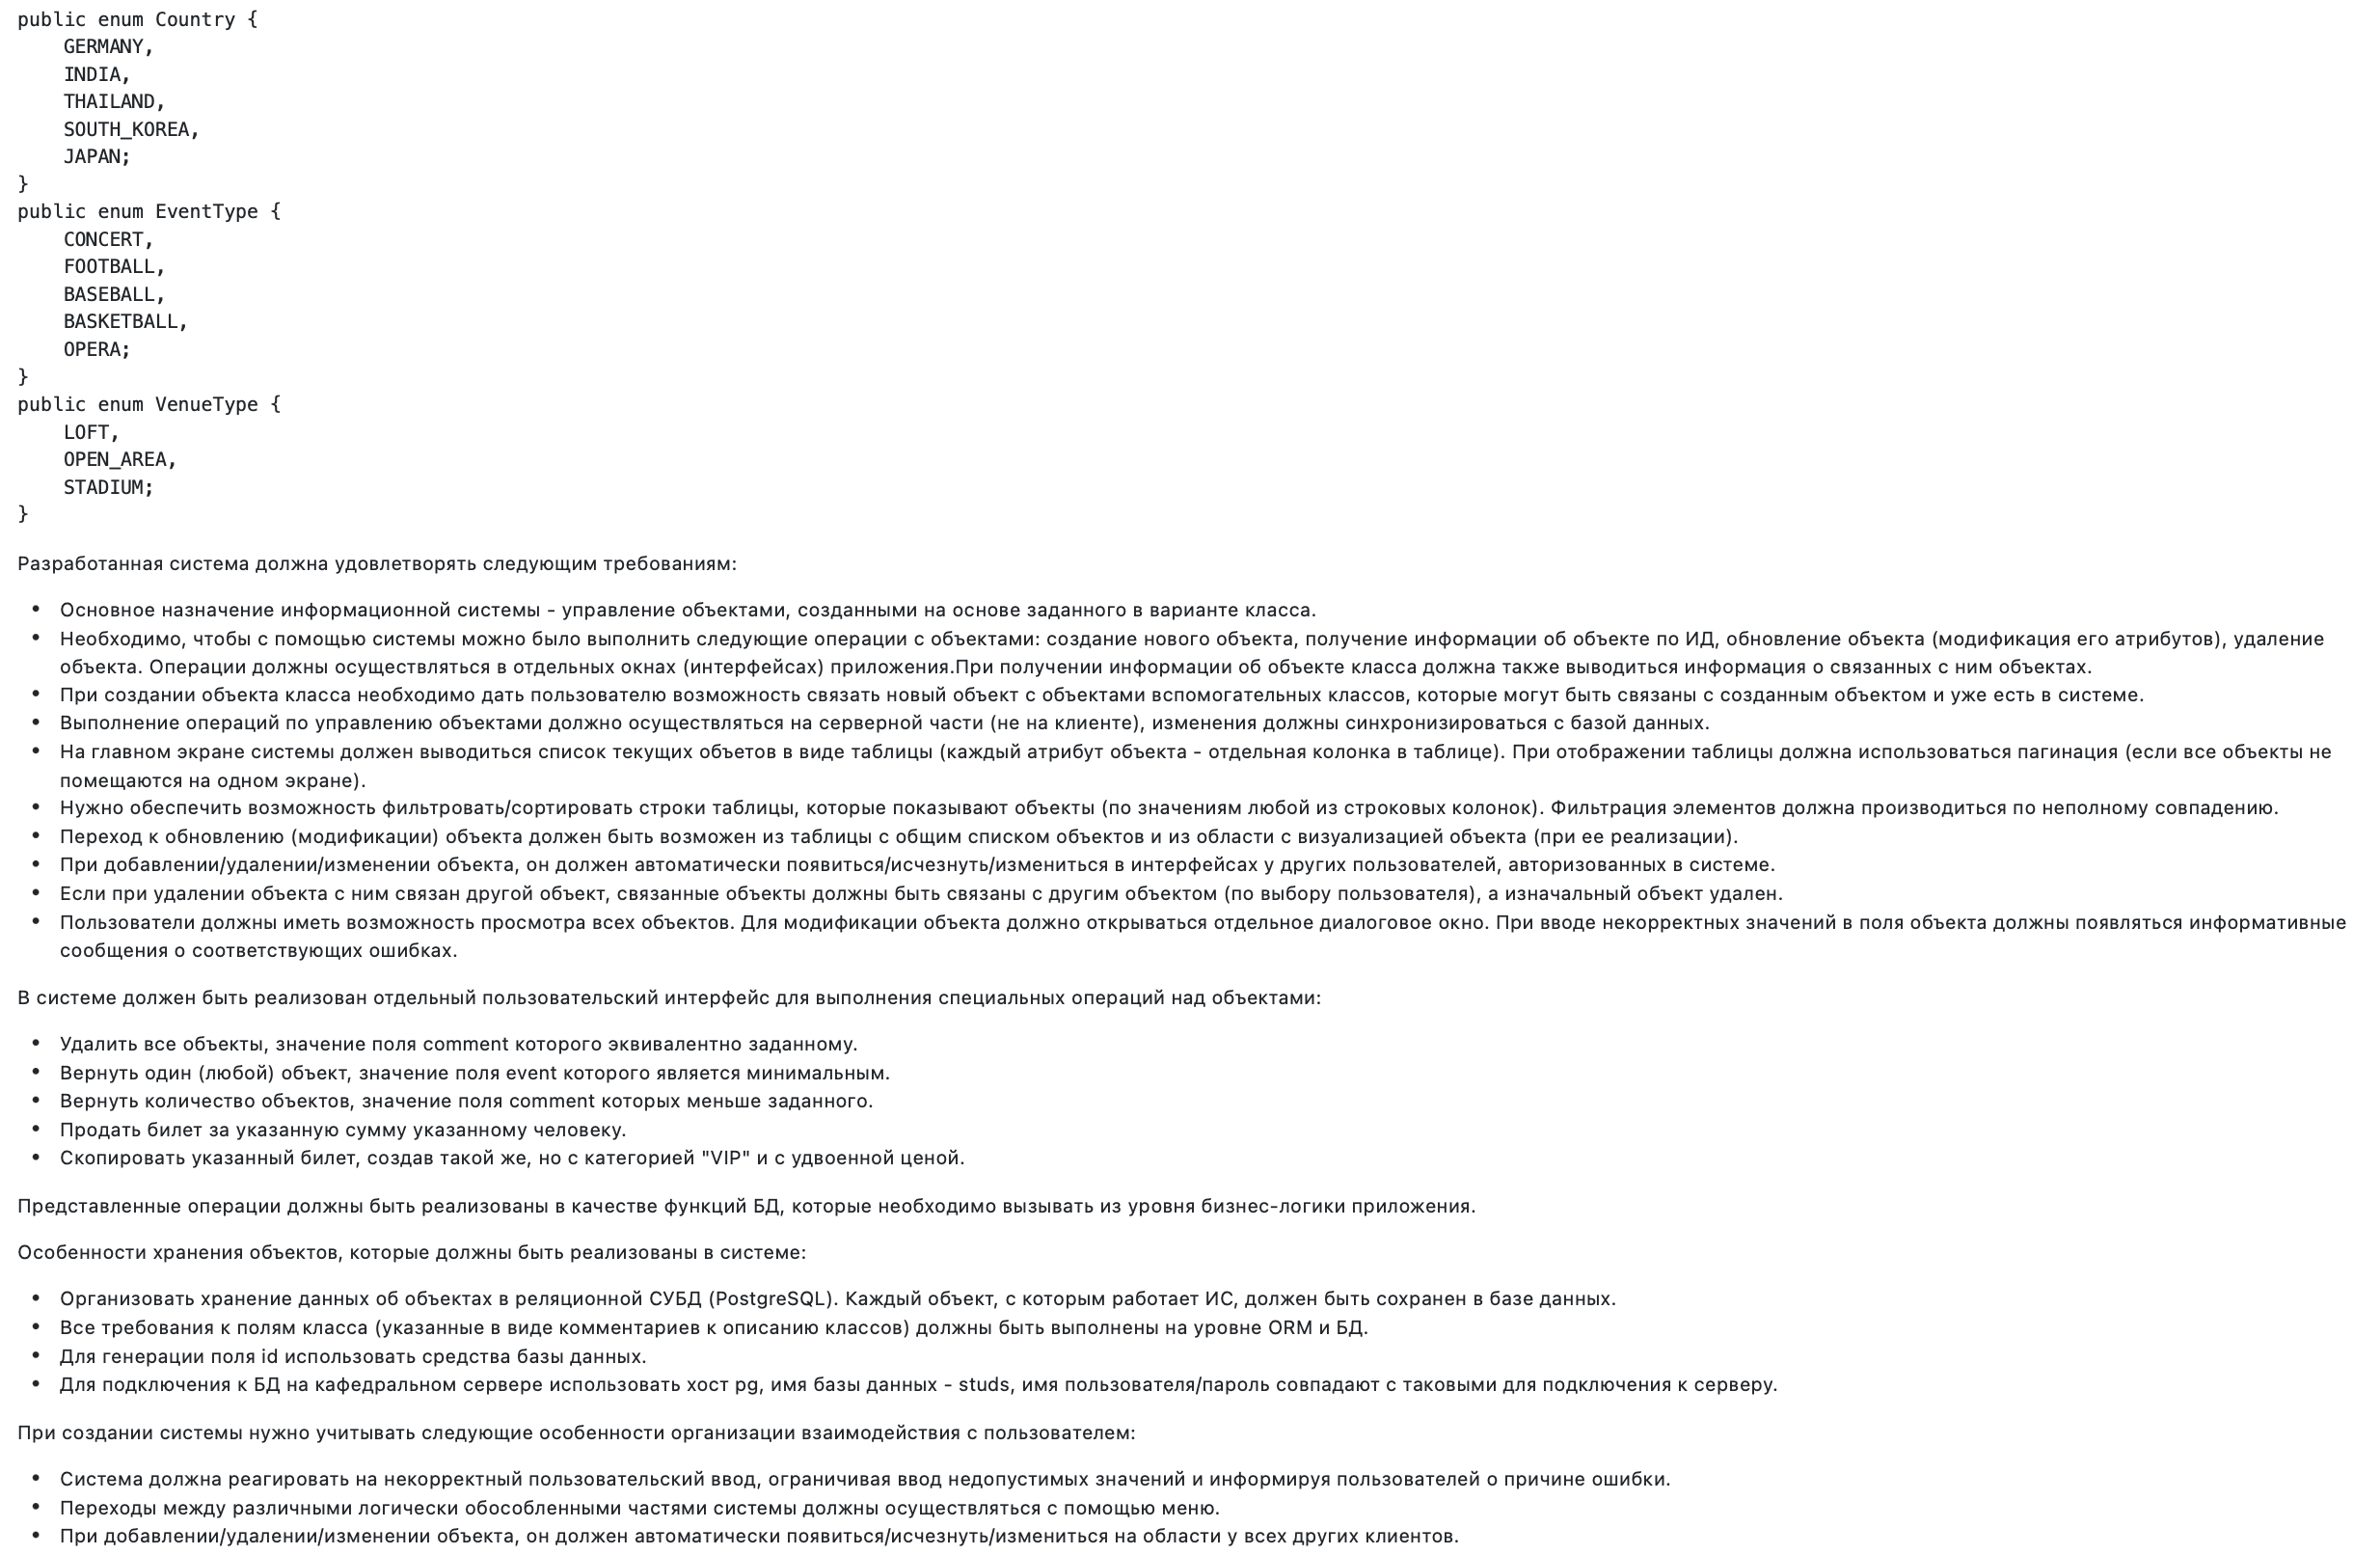 public enum Country {
    GERMANY,
    INDIA,
    THAILAND,
    SOUTH_KOREA,
    JAPAN;
}
public enum EventType {
    CONCERT,
    FOOTBALL,
    BASEBALL,
    BASKETBALL,
    OPERA;
}
public enum VenueType {
    LOFT,
    OPEN_AREA,
    STADIUM;
}
Разработанная система должна удовлетворять следующим требованиям:
• Основное назначение информационной системы - управление объектами, созданными на основе заданного в варианте класса.
• Необходимо, чтобы с помощью системы можно было выполнить следующие операции с объектами: создание нового объекта, получение информации об объекте по ИД, обновление объекта (модификация его атрибутов), удаление
объекта. Операции должны осуществляться в отдельных окнах (интерфейсах) приложения.При получении информации об объекте класса должна также выводиться информация о связанных с ним объектах.
• При создании объекта класса необходимо дать пользователю возможность связать новый объект с объектами вспомогательных классов, которые могут быть связаны с созданным объектом и уже есть в системе.
• Выполнение операций по управлению объектами должно осуществляться на серверной части (не на клиенте), изменения должны синхронизироваться с базой данных.
• На главном экране системы должен выводиться список текущих объетов в виде таблицы (каждый атрибут объекта - отдельная колонка в таблице). При отображении таблицы должна использоваться пагинация (если все объекты не
помещаются на одном экране).
• Нужно обеспечить возможность фильтровать/сортировать строки таблицы, которые показывают объекты (по значениям любой из строковых колонок). Фильтрация элементов должна производиться по неполному совпадению.
• Переход к обновлению (модификации) объекта должен быть возможен из таблицы с общим списком объектов и из области с визуализацией объекта (при ее реализации).
• При добавлении/удалении/изменении объекта, он должен автоматически появиться/исчезнуть/измениться в интерфейсах у других пользователей, авторизованных в системе.
• Если при удалении объекта с ним связан другой объект, связанные объекты должны быть связаны с другим объектом (по выбору пользователя), а изначальный объект удален.
• Пользователи должны иметь возможность просмотра всех объектов. Для модификации объекта должно открываться отдельное диалоговое окно. При вводе некорректных значений в поля объекта должны появляться информативные
сообщения о соответствующих ошибках.
В системе должен быть реализован отдельный пользовательский интерфейс для выполнения специальных операций над объектами:
• Удалить все объекты, значение поля comment которого эквивалентно заданному.
• Вернуть один (любой) объект, значение поля event которого является минимальным.
• Вернуть количество объектов, значение поля comment которых меньше заданного.
• Продать билет за указанную сумму указанному человеку.
• Скопировать указанный билет, создав такой же, но с категорией "VIP" и с удвоенной ценой.
Представленные операции должны быть реализованы в качестве функций БД, которые необходимо вызывать из уровня бизнес-логики приложения.
Особенности хранения объектов, которые должны быть реализованы в системе:
• Организовать хранение данных об объектах в реляционной СУБД (PostgreSQL). Каждый объект, с которым работает ИС, должен быть сохранен в базе данных.
• Все требования к полям класса (указанные в виде комментариев к описанию классов) должны быть выполнены на уровне ORM и БД.
• Для генерации поля id использовать средства базы данных.
• Для подключения к БД на кафедральном сервере использовать хост pg, имя базы данных - studs, имя пользователя/пароль совпадают с таковыми для подключения к серверу.
При создании системы нужно учитывать следующие особенности организации взаимодействия с пользователем:
• Система должна реагировать на некорректный пользовательский ввод, ограничивая ввод недопустимых значений и информируя пользователей о причине ошибки.
• Переходы между различными логически обособленными частями системы должны осуществляться с помощью меню.
• При добавлении/удалении/изменении объекта, он должен автоматически появиться/исчезнуть/измениться на области у всех других клиентов.